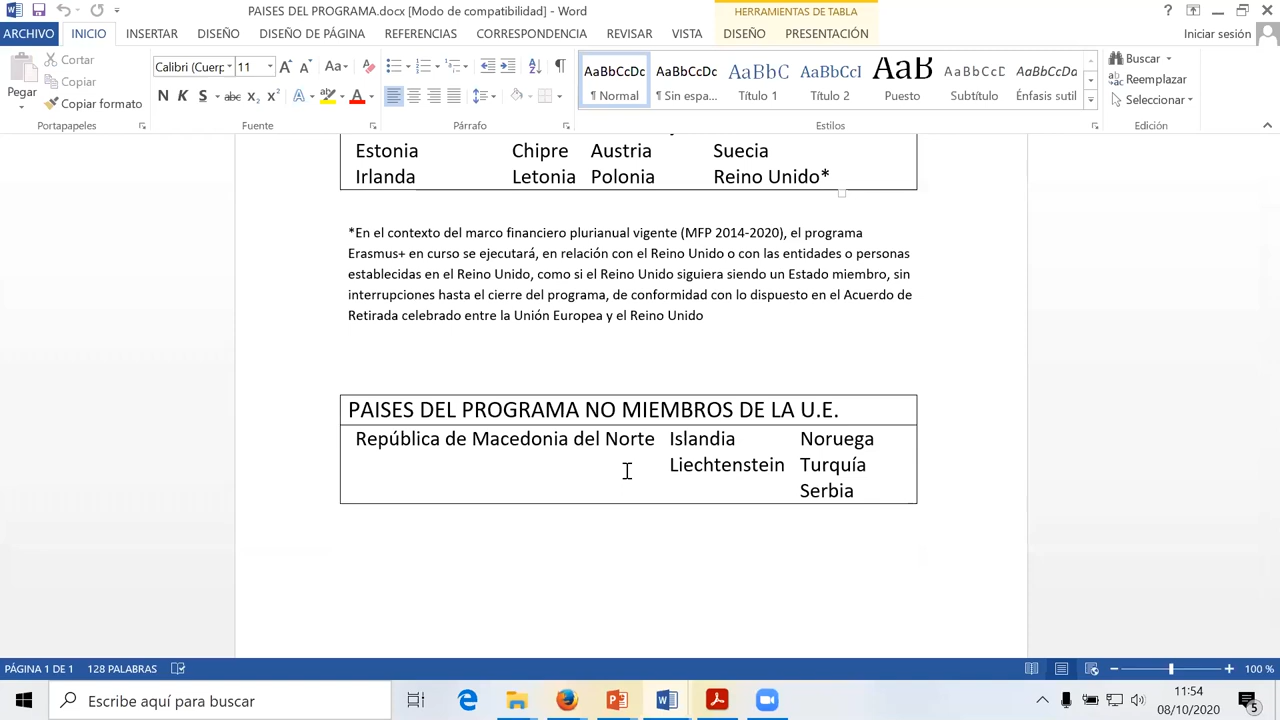 PAISES DEL PROGRAMA.docx [Modo de compatibilidad] - Word
HERRAMIENTAS DE TABLA
?
ARCHIVO INICIO INSERTAR DISEÑO DISEÑO DE PÁGINA REFERENCIAS CORRESPONDENCIA REVISAR VISTA DISEÑO PRESENTACIÓN Iniciar sesión
Pegar
Cortar
Copiar
Copiar formato
Portapapeles
Calibri (Cuerp 11
N K S abc x₂ x² A A
Fuente
Párrafo
AaBbCcDc AaBbCcDc AaBbC AaBbCcI AaB AaBbCcD AaBbCcDa
¶ Normal ¶ Sin espa... Título 1 Título 2 Puesto Subtítulo Énfasis sutil
Estilos
Buscar
Reemplazar
Seleccionar
Edición
Estonia Chipre Austria Suecia
Irlanda Letonia Polonia Reino Unido*
*En el contexto del marco financiero plurianual vigente (MFP 2014-2020), el programa
Erasmus+ en curso se ejecutará, en relación con el Reino Unido o con las entidades o personas
establecidas en el Reino Unido, como si el Reino Unido siguiera siendo un Estado miembro, sin
interrupciones hasta el cierre del programa, de conformidad con lo dispuesto en el Acuerdo de
Retirada celebrado entre la Unión Europea y el Reino Unido
PAISES DEL PROGRAMA NO MIEMBROS DE LA U.E.
República de Macedonia del Norte Islandia Noruega
Liechtenstein Turquía
Serbia
PÁGINA 1 DE 1 128 PALABRAS 100 %
Escribe aquí para buscar
11:54
08/10/2020
5